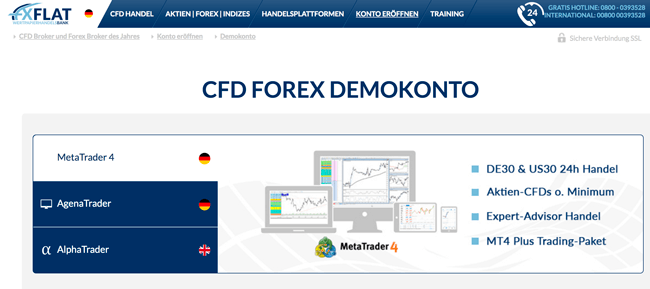 FXFLAT
CFD HANDEL
AKTIEN | FOREX | INDIZES
HANDELSPLATTFORMEN
KONTO ERÖFFNEN
TRAINING
24
GRATIS HOTLINE: 0800 - 0393528
INTERNATIONAL: 00800 00393528
CFD Broker und Forex Broker des Jahres
Konto eröffnen
Demokonto
Sichere Verbindung SSL
CFD FOREX DEMOKONTO
MetaTrader 4
AgenaTrader
α AlphaTrader
MetaTrader 4
DE30 & US30 24h Handel
Aktien-CFDs o. Minimum
Expert-Advisor Handel
MT4 Plus Trading-Paket